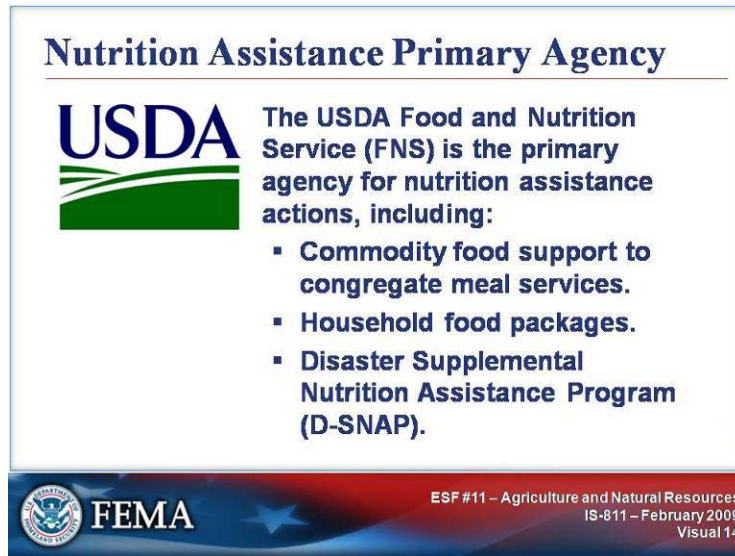 Nutrition Assistance Primary Agency
USDA
The USDA Food and Nutrition
Service (FNS) is the primary
agency for nutrition assistance
actions, including:
▪ Commodity food support to
congregate meal services.
▪ Household food packages.
▪ Disaster Supplemental
Nutrition Assistance Program
(D-SNAP).
FEMA
ESF #11 – Agriculture and Natural Resources
IS-811 – February 2009
Visual 14